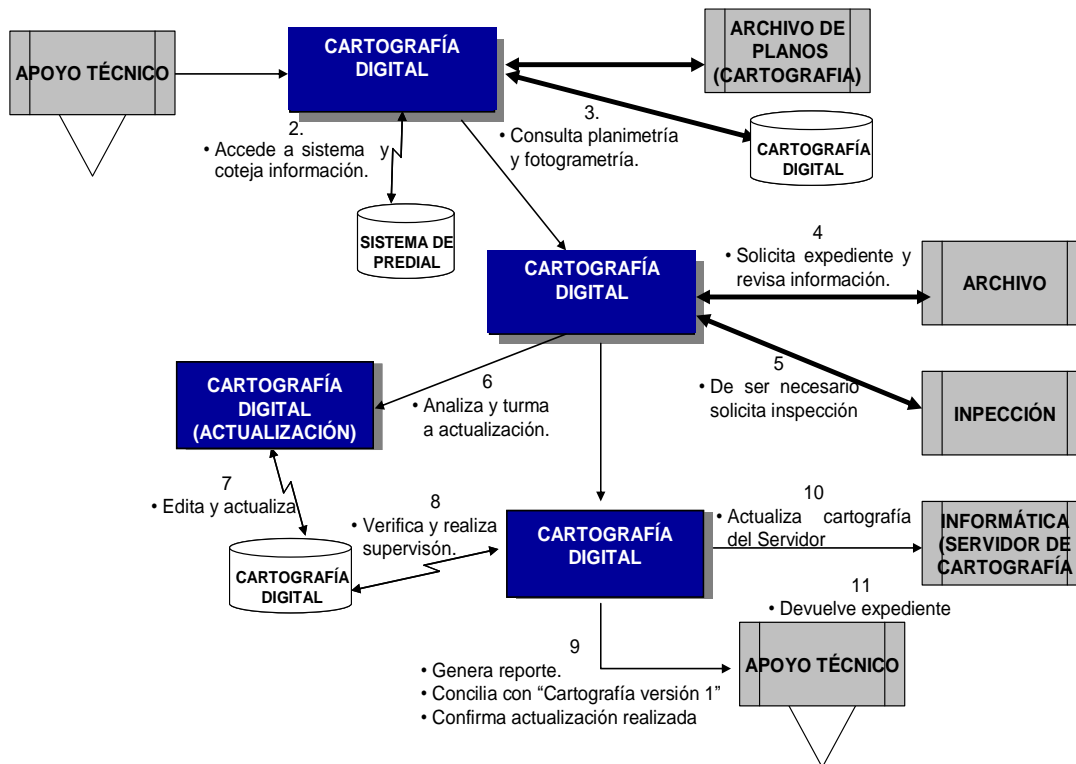 APOYO TÉCNICO
CARTOGRAFÍA
DIGITAL
ARCHIVO DE
PLANOS
(CARTOGRAFIA)
2.
• Accede a sistema y
coteja información.
3.
• Consulta planimetría
y fotogrametría.
CARTOGRAFÍA
DIGITAL
SISTEMA DE
PREDIAL
CARTOGRAFÍA
DIGITAL
4
• Solicita expediente y
revisa información.
ARCHIVO
5
• De ser necesario
solicita inspección
INPECCIÓN
CARTOGRAFÍA
DIGITAL
(ACTUALIZACIÓN)
6
• Analiza y turma
a actualización.
7
• Edita y actualiza
8
• Verifica y realiza
supervisón.
CARTOGRAFÍA
DIGITAL
CARTOGRAFÍA
DIGITAL
10
• Actualiza cartografía
del Servidor
INFORMÁTICA
(SERVIDOR DE
CARTOGRAFÍA
11
• Devuelve expediente
9
• Genera reporte.
• Concilia con “Cartografía versión 1”
• Confirma actualización realizada
APOYO TÉCNICO